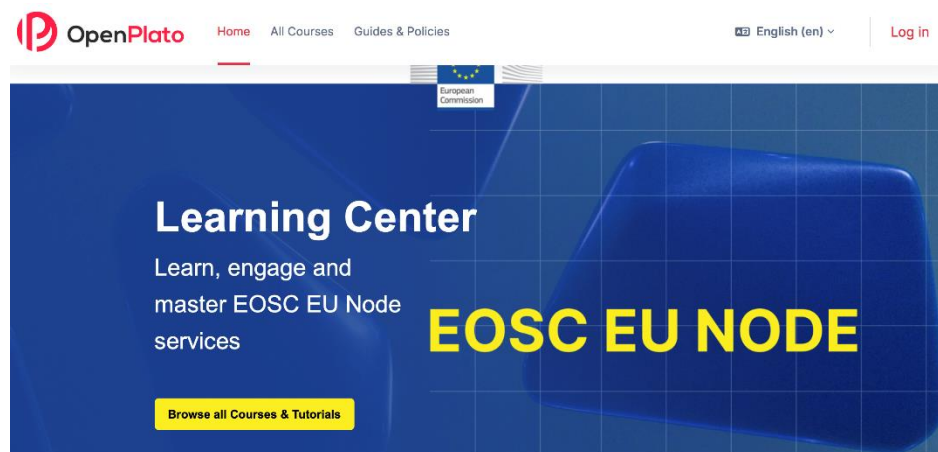 OpenPlato
Home
All Courses
Guides & Policies
English (en)
Log in
European
Commission
Learning Center
Learn, engage and
master EOSC EU Node
services
EOSC EU NODE
Browse all Courses & Tutorials